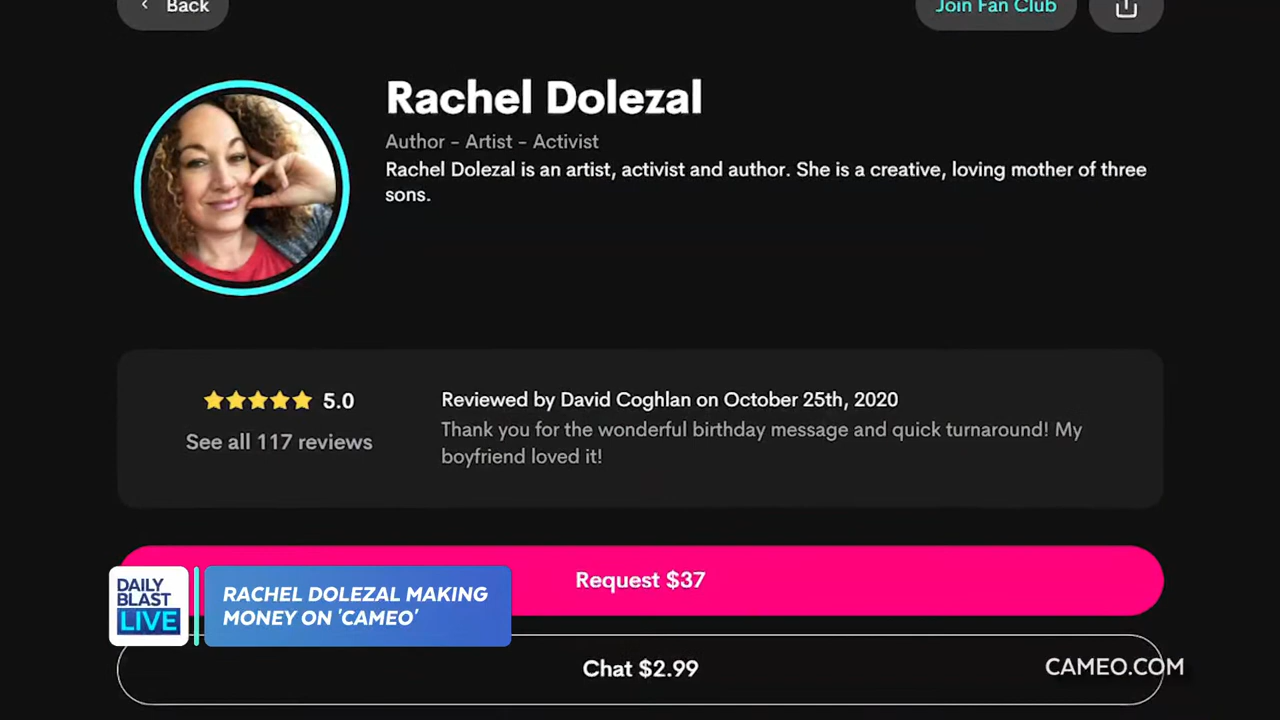 Back
Join Fan Club
Rachel Dolezal
Author - Artist - Activist
Rachel Dolezal is an artist, activist and author. She is a creative, loving mother of three
sons.
5.0
See all 117 reviews
Reviewed by David Coghlan on October 25th, 2020
Thank you for the wonderful birthday message and quick turnaround! My
boyfriend loved it!
Request $37
DAILY
BLAST
LIVE
RACHEL DOLEZAL MAKING
MONEY ON 'CAMEO'
Chat $2.99
CAMEO.COM